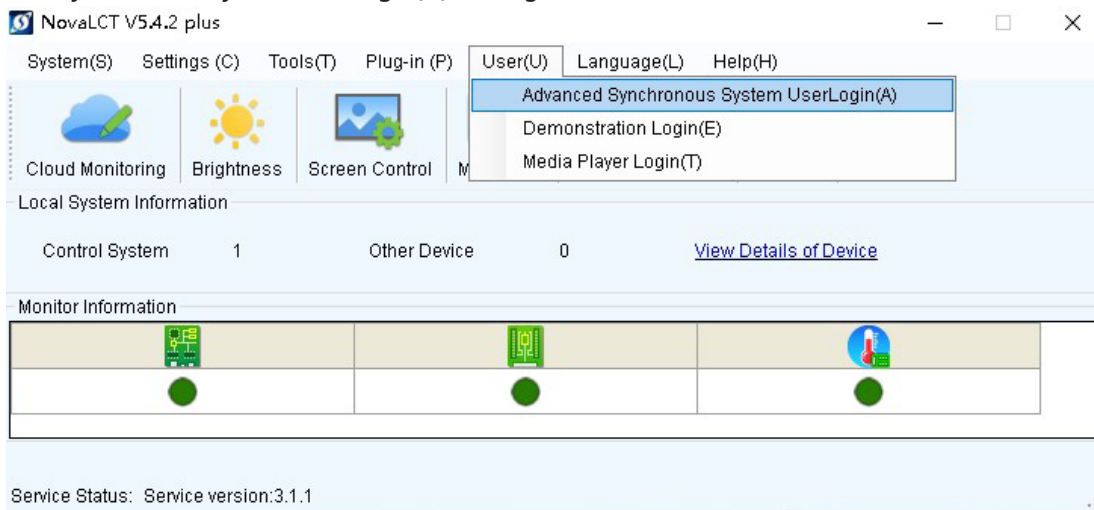 NovaLCT V5.4.2 plus
System(S) Settings (C) Tools(T) Plug-in (P) User(U) Language(L) Help(H)
Advanced Synchronous System UserLogin(A)
Demonstration Login(E)
Media Player Login(T)
Cloud Monitoring Brightness Screen Control
Local System Information
Control System 1 Other Device 0 View Details of Device
Monitor Information
Service Status: Service version:3.1.1